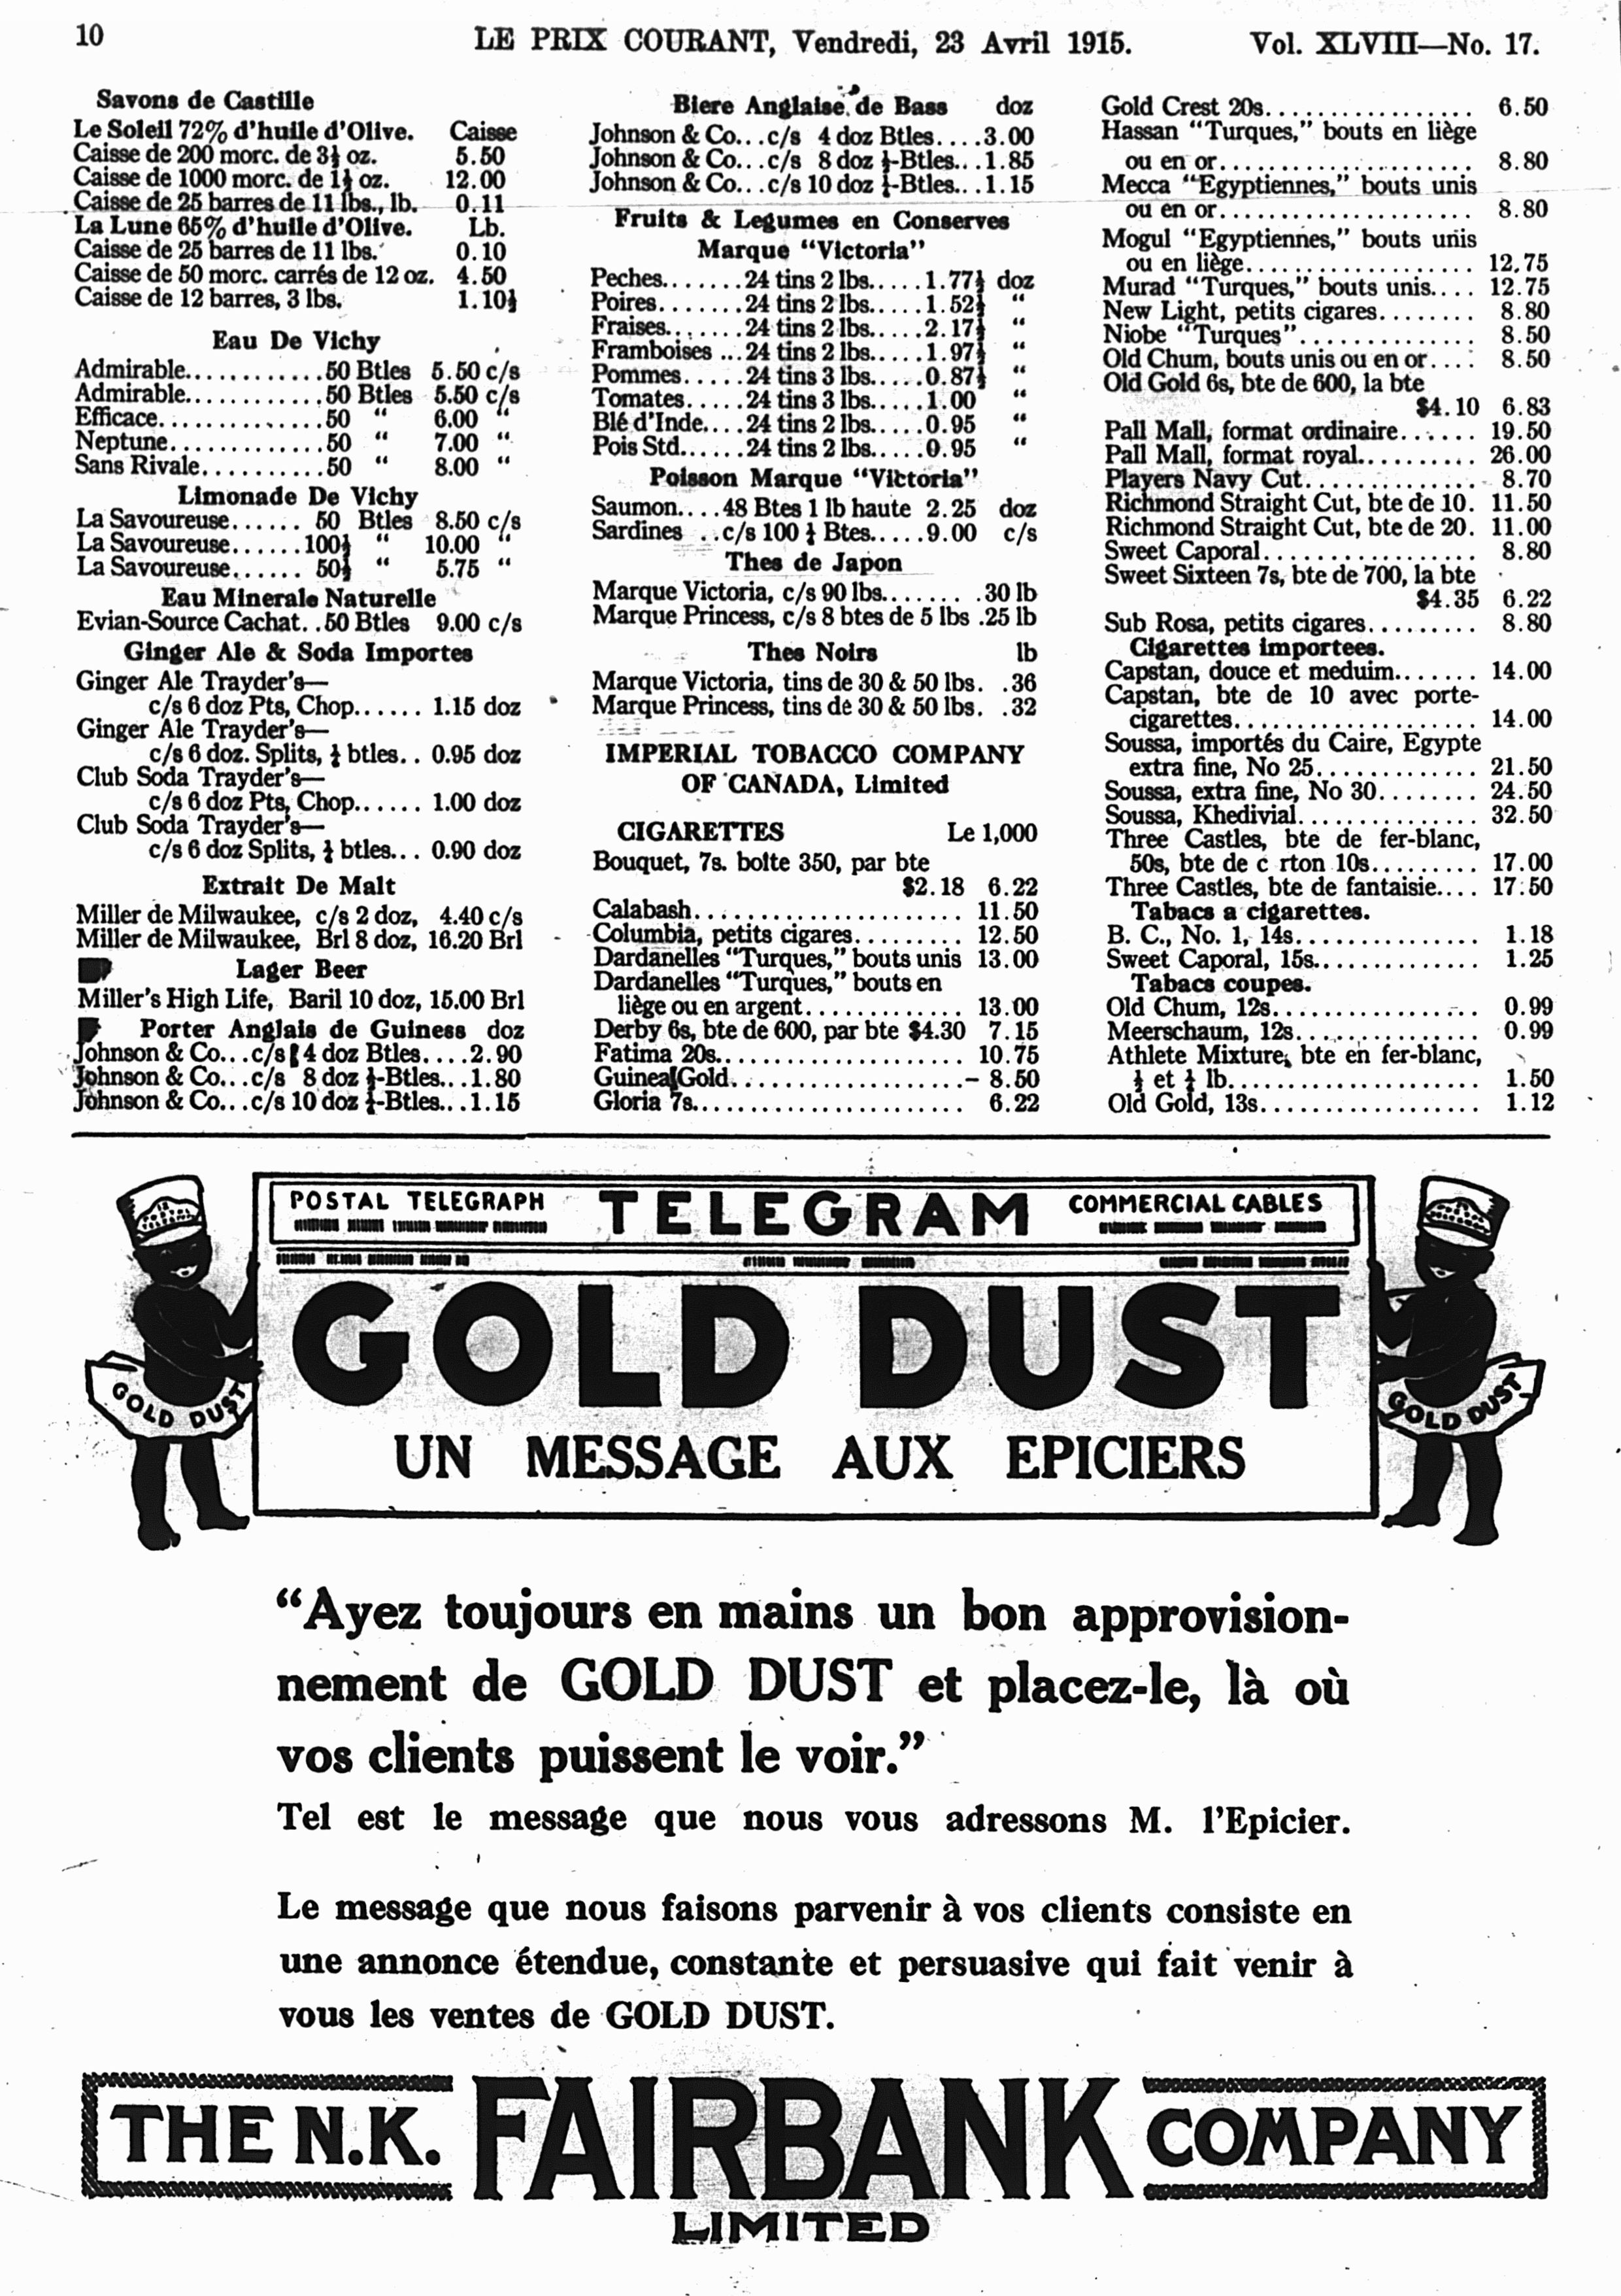 10
LE PRIX COURANT, Vendredi, 23 Avril 1915.
Vol. XLVIII—No. 17.
Savons de Castille
Le Soleil 72% d'huile d'Olive. Caisse
Caisse de 200 morc. de 3½ oz. 5.50
Caisse de 1000 morc. de 1½ oz. 12.00
Caisse de 25 barres de 11 lbs., lb. 0.11
La Lune 65% d'huile d'Olive. Lb.
Caisse de 25 barres de 11 lbs. 0.10
Caisse de 50 morc. carrés de 12 oz. 4.50
Caisse de 12 barres, 3 lbs. 1.10½
Eau De Vichy
Admirable............50 Btles 5.50 c/s
Admirable............50 Btles 5.50 c/s
Efficace..............50 “ 6.00 “
Neptune.............50 “ 7.00 “
Sans Rivale..........50 “ 8.00 “
Limonade De Vichy
La Savoureuse...... 50 Btles 8.50 c/s
La Savoureuse......100½ “ 10.00 “
La Savoureuse...... 50½ “ 5.75 “
Eau Minerale Naturelle
Evian-Source Cachat. .50 Btles 9.00 c/s
Ginger Ale & Soda Importes
Ginger Ale Trayder's—
c/s 6 doz Pts, Chop...... 1.15 doz
Ginger Ale Trayder's—
c/s 6 doz. Splits, ½ btles.. 0.95 doz
Club Soda Trayder's—
c/s 6 doz Pts, Chop...... 1.00 doz
Club Soda Trayder's—
c/s 6 doz Splits, ½ btles... 0.90 doz
Extrait De Malt
Miller de Milwaukee, c/s 2 doz, 4.40 c/s
Miller de Milwaukee, Brl 8 doz, 16.20 Brl
Lager Beer
Miller's High Life, Baril 10 doz, 15.00 Brl
Porter Anglais de Guiness doz
Johnson & Co...c/s 4 doz Btles....2.90
Johnson & Co...c/s 8 doz ½-Btles...1.80
Johnson & Co...c/s 10 doz ¼-Btles...1.15
Biere Anglaise de Bass doz
Johnson & Co...c/s 4 doz Btles....3.00
Johnson & Co...c/s 8 doz ½-Btles...1.85
Johnson & Co...c/s 10 doz ¼-Btles...1.15
Fruits & Legumes en Conserves
Marque “Victoria”
Peches.......24 tins 2 lbs.....1.77½ doz
Poires........24 tins 2 lbs.....1.52½ “
Fraises.......24 tins 2 lbs.....2.17½ “
Framboises ...24 tins 2 lbs.....1.97½ “
Pommes.....24 tins 3 lbs.....0.87½ “
Tomates.....24 tins 3 lbs.....1.00 “
Blé d'Inde....24 tins 2 lbs.....0.95 “
Pois Std......24 tins 2 lbs.....0.95 “
Poisson Marque “Victoria”
Saumon....48 Btes 1 lb haute 2.25 doz
Sardines ..c/s 100 ¼ Btes.....9.00 c/s
Thes de Japon
Marque Victoria, c/s 90 lbs........ .30 lb
Marque Princess, c/s 8 btes de 5 lbs .25 lb
Thes Noirs lb
Marque Victoria, tins de 30 & 50 lbs. .36
Marque Princess, tins de 30 & 50 lbs. .32
IMPERIAL TOBACCO COMPANY
OF CANADA, Limited
CIGARETTES Le 1,000
Bouquet, 7s. boîte 350, par bte
$2.18 6.22
Calabash....................... 11.50
Columbia, petits cigares......... 12.50
Dardanelles “Turques,” bouts unis 13.00
Dardanelles “Turques,” bouts en
liège ou en argent............. 13.00
Derby 6s, bte de 600, par bte $4.30 7.15
Fatima 20s..................... 10.75
Guinea Gold.................... 8.50
Gloria 7s....................... 6.22
Gold Crest 20s.................. 6.50
Hassan “Turques,” bouts en liège
ou en or...................... 8.80
Mecca “Egyptiennes,” bouts unis
ou en or...................... 8.80
Mogul “Egyptiennes,” bouts unis
ou en liège.................... 12.75
Murad “Turques,” bouts unis.... 12.75
New Light, petits cigares........ 8.80
Niobe “Turques”............... 8.50
Old Chum, bouts unis ou en or.... 8.50
Old Gold 6s, bte de 600, la bte
$4.10 6.83
Pall Mall, format ordinaire....... 19.50
Pall Mall, format royal.......... 26.00
Players Navy Cut............... 8.70
Richmond Straight Cut, bte de 10. 11.50
Richmond Straight Cut, bte de 20. 11.00
Sweet Caporal.................. 8.80
Sweet Sixteen 7s, bte de 700, la bte
$4.35 6.22
Sub Rosa, petits cigares......... 8.80
Cigarettes importees.
Capstan, douce et meduim....... 14.00
Capstan, bte de 10 avec porte-
cigarettes..................... 14.00
Soussa, importés du Caire, Egypte
extra fine, No 25.............. 21.50
Soussa, extra fine, No 30........ 24.50
Soussa, Khedivial............... 32.50
Three Castles, bte de fer-blanc,
50s, bte de c rton 10s......... 17.00
Three Castles, bte de fantaisie.... 17.50
Tabacs a cigarettes.
B. C., No. 1, 14s................ 1.18
Sweet Caporal, 15s.............. 1.25
Tabacs coupes.
Old Chum, 12s.................. 0.99
Meerschaum, 12s................ 0.99
Athlete Mixture, bte en fer-blanc,
½ et ¼ lb...................... 1.50
Old Gold, 13s................... 1.12
POSTAL TELEGRAPH TELEGRAM COMMERCIAL CABLES
GOLD DUST
GOLD DUST
GOLD DUST
UN MESSAGE AUX EPICIERS
“Ayez toujours en mains un bon approvision-
nement de GOLD DUST et placez-le, là où
vos clients puissent le voir.”
Tel est le message que nous vous adressons M. l'Epicier.
Le message que nous faisons parvenir à vos clients consiste en
une annonce étendue, constante et persuasive qui fait venir à
vous les ventes de GOLD DUST.
THE N.K. FAIRBANK COMPANY
LIMITED